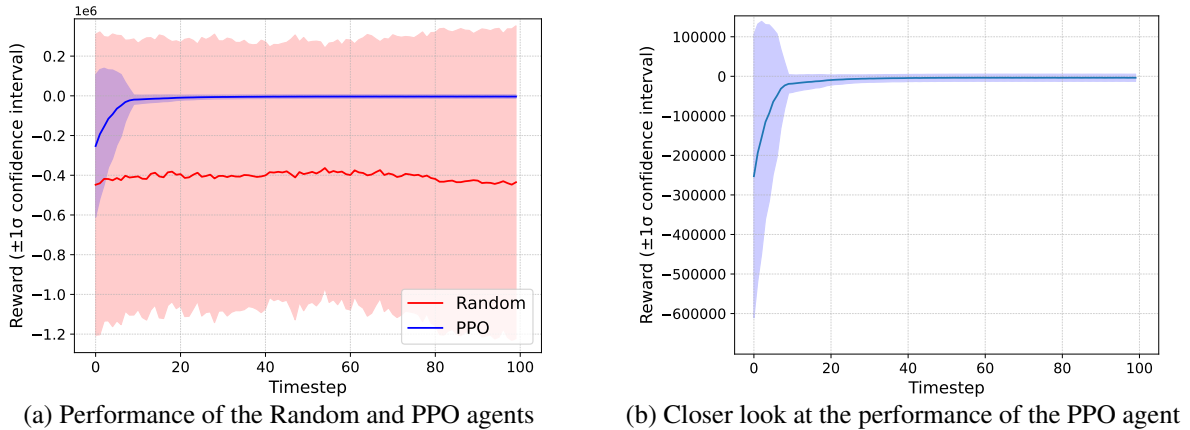 1e6
0.2
0.0
−0.2
−0.4
−0.6
−0.8
−1.0
−1.2
Reward (±1σ confidence interval)
Random
PPO
0 20 40 60 80 100
Timestep
(a) Performance of the Random and PPO agents
100000
0
−100000
−200000
−300000
−400000
−500000
−600000
Reward (±1σ confidence interval)
0 20 40 60 80 100
Timestep
(b) Closer look at the performance of the PPO agent